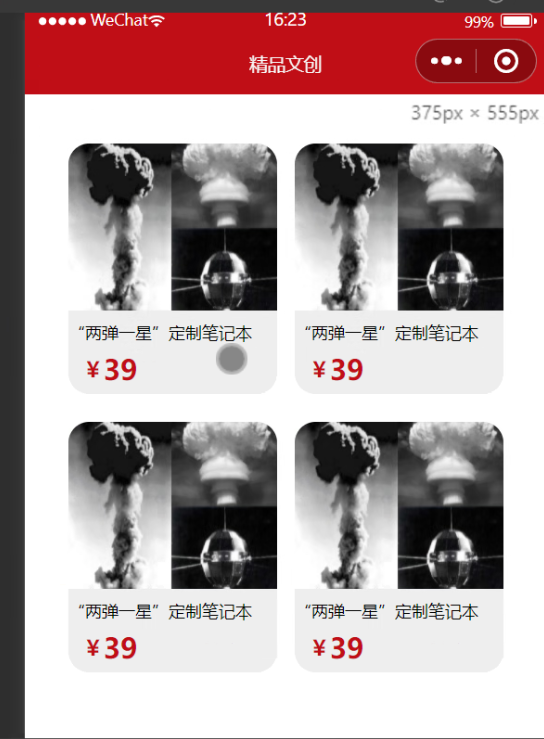 WeChat 16:23 99%
精品文创
375px × 555px
“两弹一星”定制笔记本 “两弹一星”定制笔记本
¥39 ¥39
“两弹一星”定制笔记本 “两弹一星”定制笔记本
¥39 ¥39